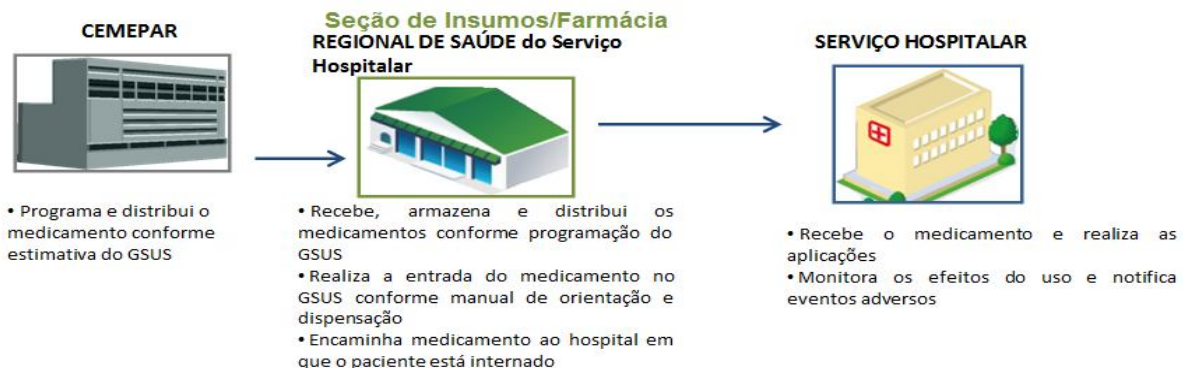 CEMEPAR
• Programa e distribui o
medicamento conforme
estimativa do GSUS
Seção de Insumos/Farmácia
REGIONAL DE SAÚDE do Serviço
Hospitalar
• Recebe, armazena e distribui os
medicamentos conforme programação do
GSUS
• Realiza a entrada do medicamento no
GSUS conforme manual de orientação e
dispensação
• Encaminha medicamento ao hospital em
que o paciente está internado
SERVIÇO HOSPITALAR
• Recebe o medicamento e realiza as
aplicações
• Monitora os efeitos do uso e notifica
eventos adversos